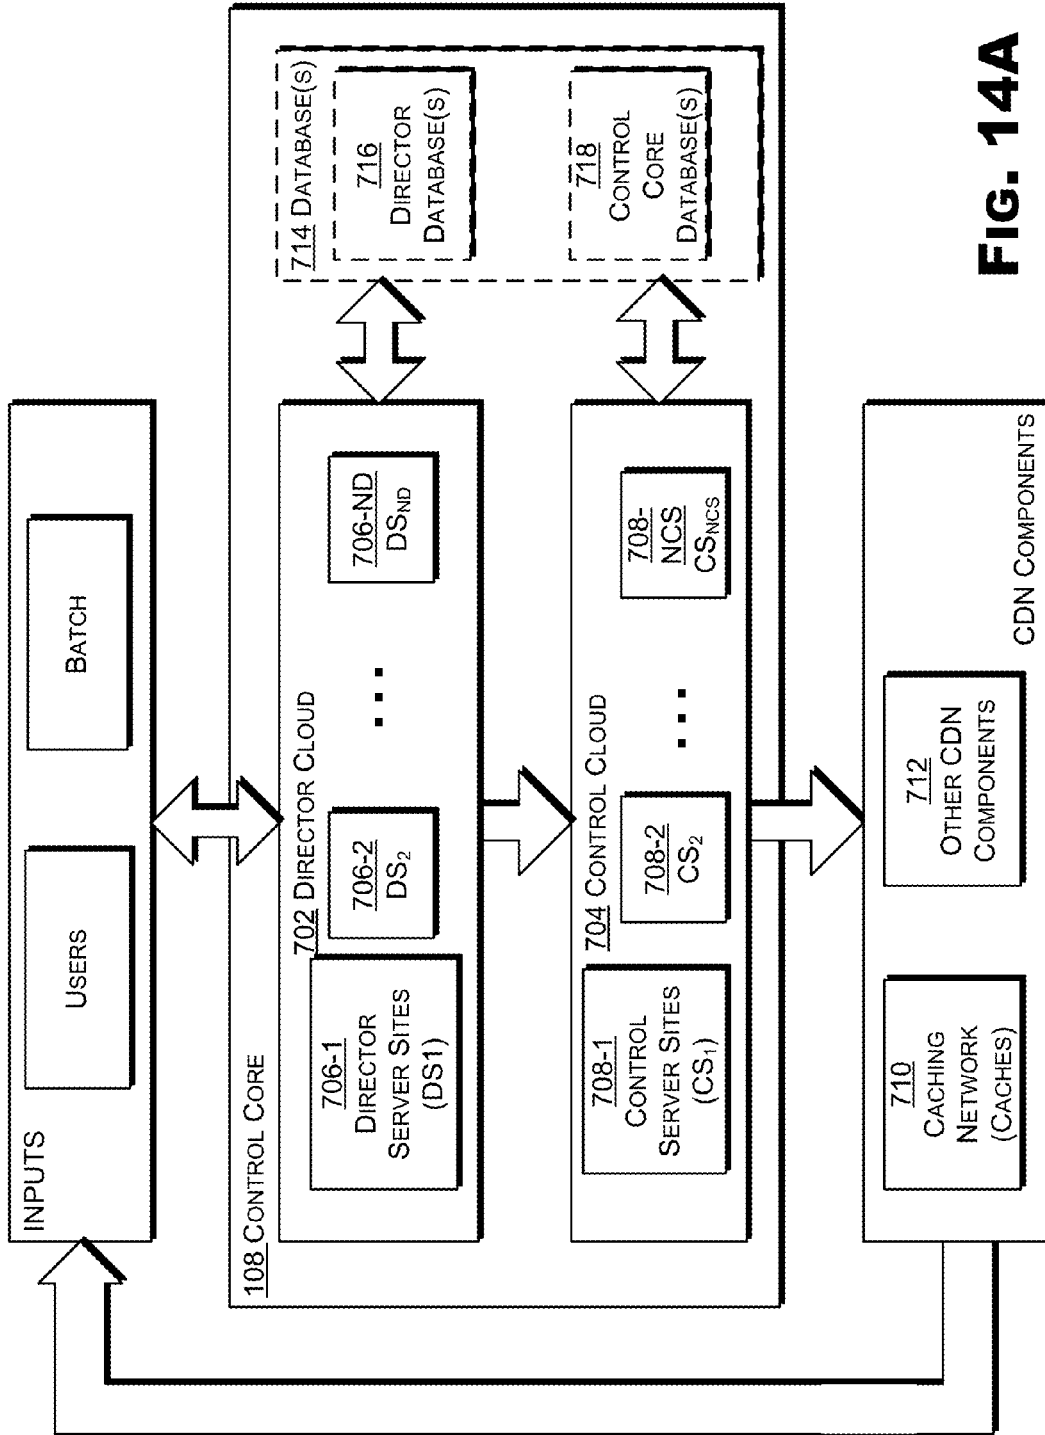 INPUTS
USERS
BATCH
108 CONTROL CORE
702 DIRECTOR CLOUD
706-1
DIRECTOR
SERVER SITES
(DS1)
706-2
DS2
...
706-ND
DSND
704 CONTROL CLOUD
708-1
CONTROL
SERVER SITES
(CS1)
708-2
CS2
...
708-
NCS
CSNCS
714 DATABASE(S)
716
DIRECTOR
DATABASE(S)
718
CONTROL
CORE
DATABASE(S)
710
CACHING
NETWORK
(CACHES)
712
OTHER CDN
COMPONENTS
CDN COMPONENTS
FIG. 14A